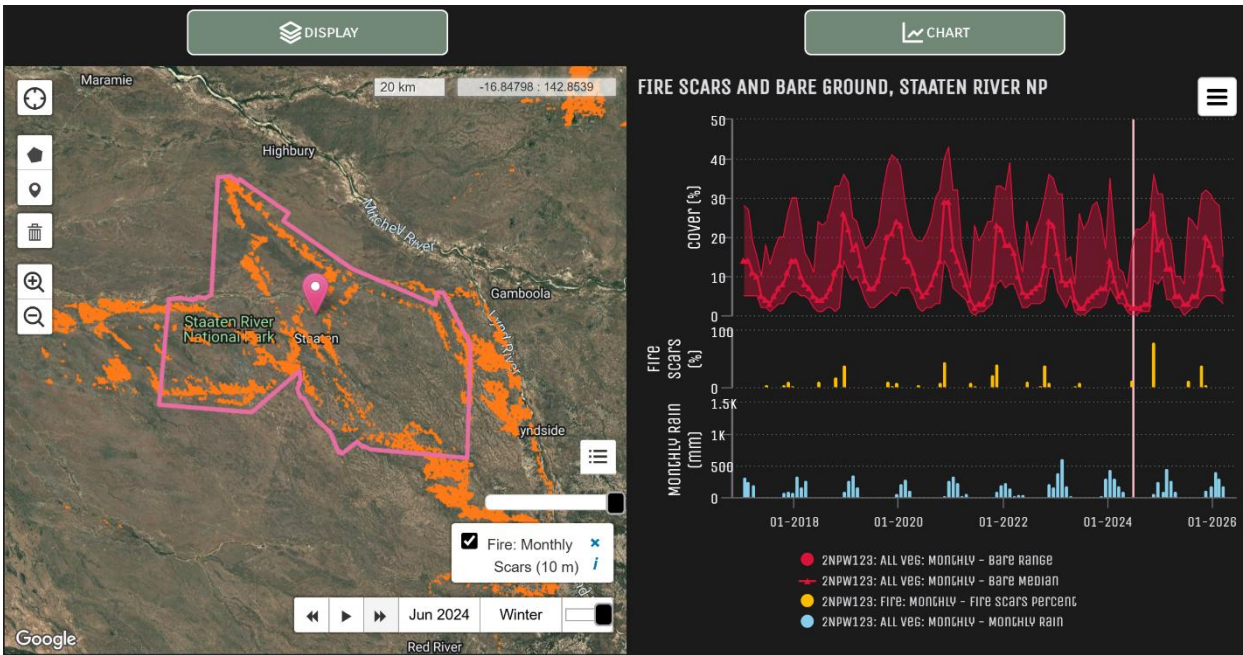 DISPLAY
CHART
Maramie
20 km
-16.84798 : 142.8539
Highbury
Mitchell River
Gamboola
Staaten River
National Park
Staaten
Lynd River
yndside
Fire: Monthly
Scars (10 m)
Jun 2024
Winter
Google
Red River
FIRE SCARS AND BARE GROUND, STAATEN RIVER NP
50
40
30
20
10
0
COVER (%)
100
0
FIRE
SCARS
(%)
1.5K
1K
500
0
MONTHLY RAIN
(MM)
01-2018
01-2020
01-2022
01-2024
01-2026
2NPW123: ALL VEG: MONTHLY - BARE RANGE
2NPW123: ALL VEG: MONTHLY - BARE MEDIAN
2NPW123: FIRE: MONTHLY - FIRE SCARS PERCENT
2NPW123: ALL VEG: MONTHLY - MONTHLY RAIN